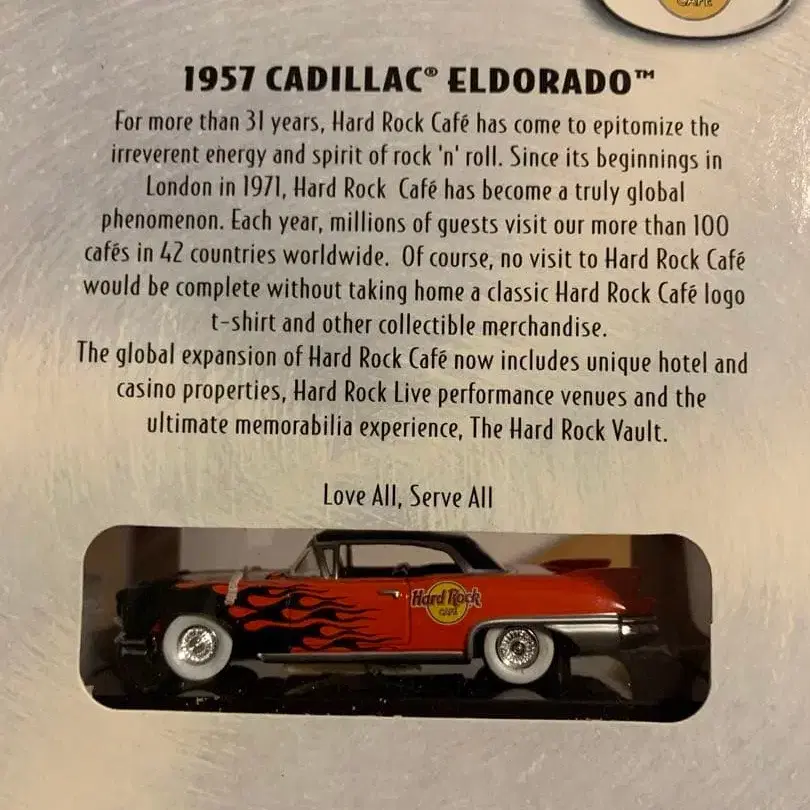 CAFE
1957 CADILLAC® ELDORADO™
For more than 31 years, Hard Rock Café has come to epitomize the
irreverent energy and spirit of rock 'n' roll. Since its beginnings in
London in 1971, Hard Rock Café has become a truly global
phenomenon. Each year, millions of guests visit our more than 100
cafés in 42 countries worldwide. Of course, no visit to Hard Rock Café
would be complete without taking home a classic Hard Rock Café logo
t-shirt and other collectible merchandise.
The global expansion of Hard Rock Café now includes unique hotel and
casino properties, Hard Rock Live performance venues and the
ultimate memorabilia experience, The Hard Rock Vault.
Love All, Serve All
Hard Rock
CAFE